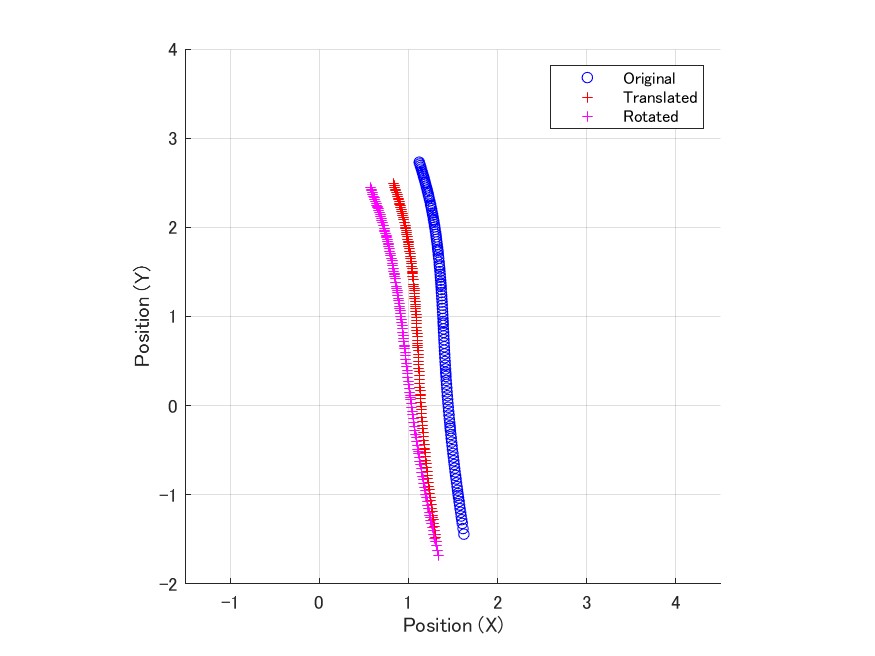 4
3
2
1
0
−1
−2
−1
0
1
2
3
4
Position (X)
Position (Y)
Original
Translated
Rotated